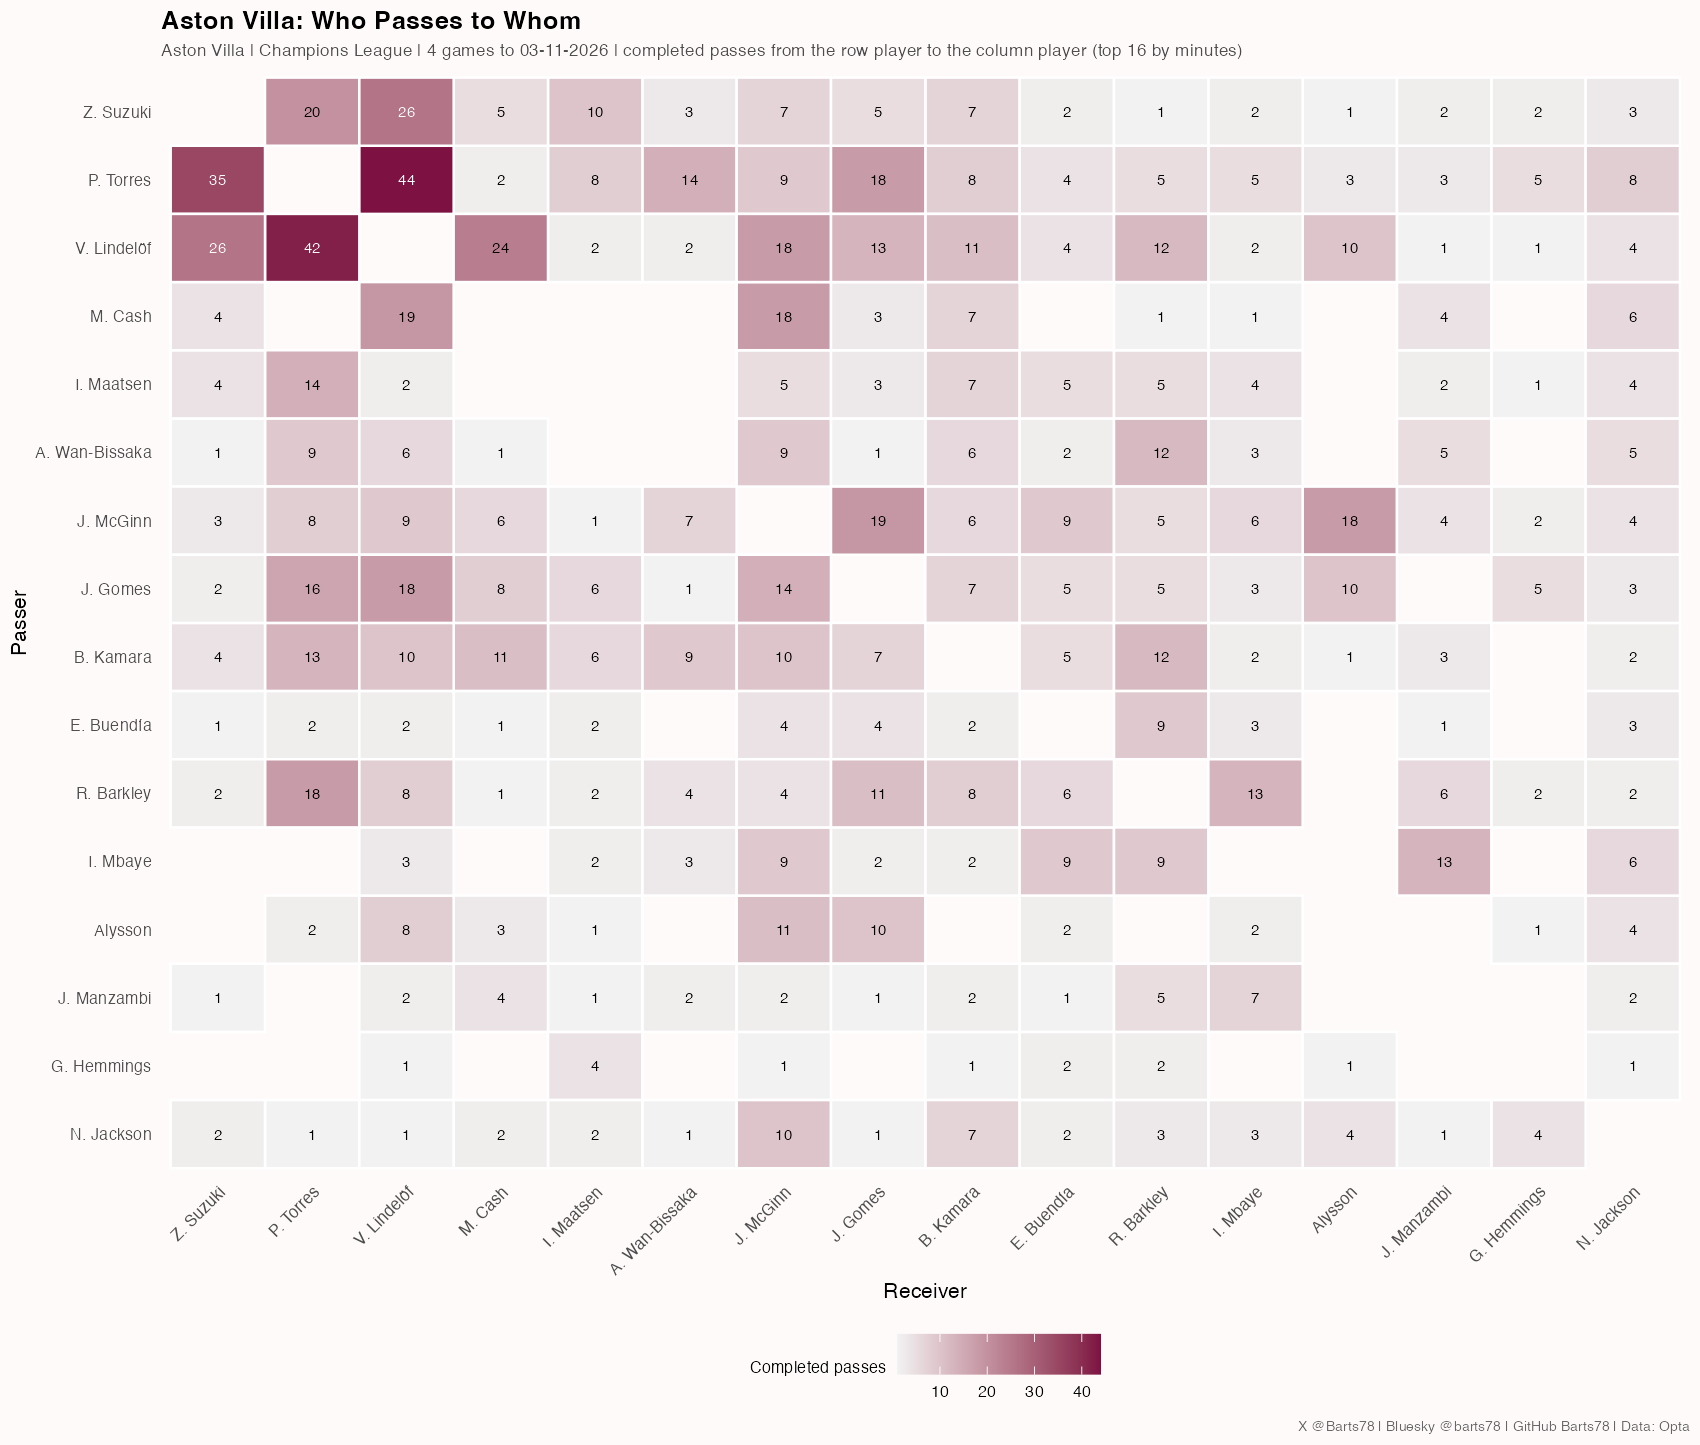 Aston Villa: Who Passes to Whom
Aston Villa | Champions League | 4 games to 03-11-2026 | completed passes from the row player to the column player (top 16 by minutes)
Z. Suzuki 20 26 5 10 3 7 5 7 2 1 2 1 2 2 3
P. Torres 35 44 2 8 14 9 18 8 4 5 5 3 3 5 8
V. Lindelöf 26 42 24 2 2 18 13 11 4 12 2 10 1 1 4
M. Cash 4 19 18 3 7 1 1 4 6
I. Maatsen 4 14 2 5 3 7 5 5 4 2 1 4
A. Wan-Bissaka 1 9 6 1 9 1 6 2 12 3 5 5
J. McGinn 3 8 9 6 1 7 19 6 9 5 6 18 4 2 4
J. Gomes 2 16 18 8 6 1 14 7 5 5 3 10 5 3
B. Kamara 4 13 10 11 6 9 10 7 5 12 2 1 3 2
E. Buendía 1 2 2 1 2 4 4 2 9 3 1 3
R. Barkley 2 18 8 1 2 4 4 11 8 6 13 6 2 2
I. Mbaye 3 2 3 9 2 2 9 9 13 6
Alysson 2 8 3 1 11 10 2 2 1 4
J. Manzambi 1 2 4 1 2 2 1 2 1 5 7 2
G. Hemmings 1 4 1 1 2 2 1 1
N. Jackson 2 1 1 2 2 1 10 1 7 2 3 3 4 1 4
Passer
Z. Suzuki P. Torres V. Lindelöf M. Cash I. Maatsen A. Wan-Bissaka J. McGinn J. Gomes B. Kamara E. Buendía R. Barkley I. Mbaye Alysson J. Manzambi G. Hemmings N. Jackson
Receiver
Completed passes
10 20 30 40
X @Barts78 | Bluesky @barts78 | GitHub Barts78 | Data: Opta